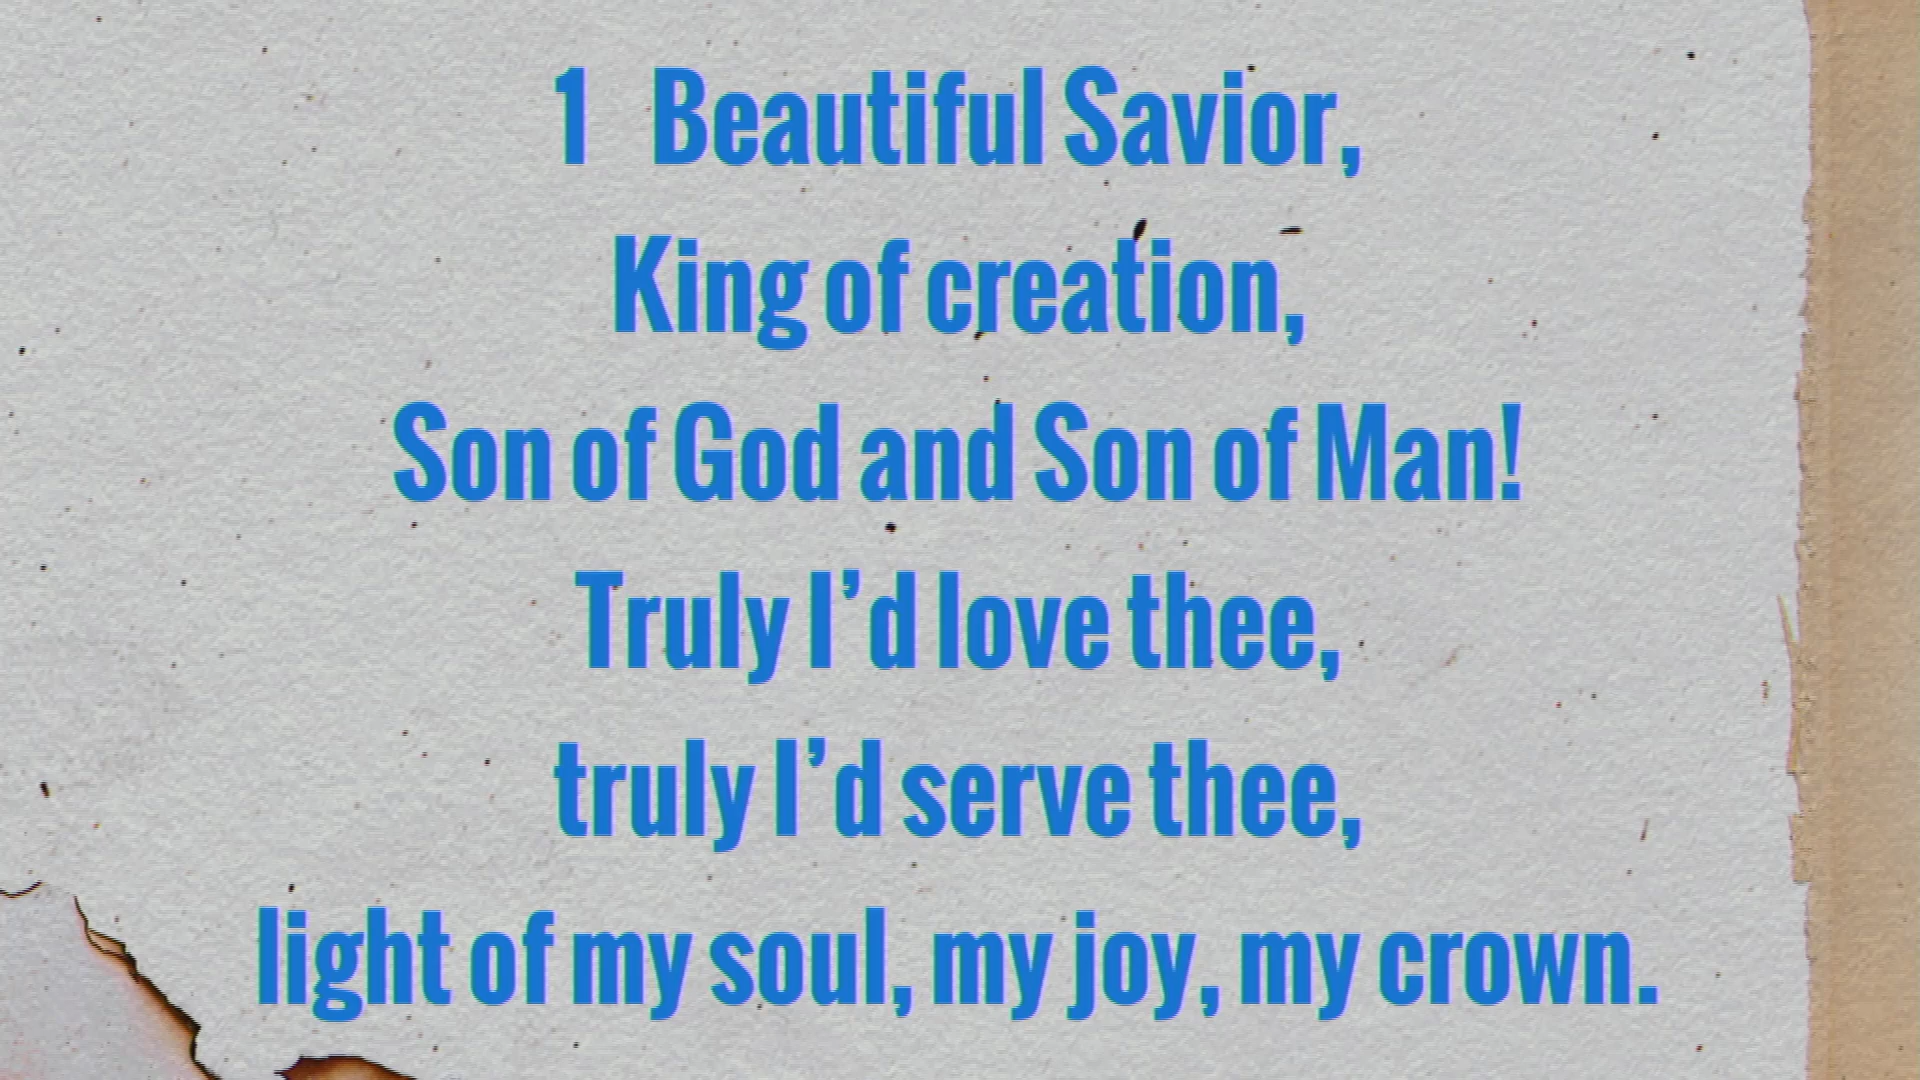 1 Beautiful Savior,
King of creation,
Son of God and Son of Man!
Truly I’d love thee,
truly I’d serve thee,
light of my soul, my joy, my crown.